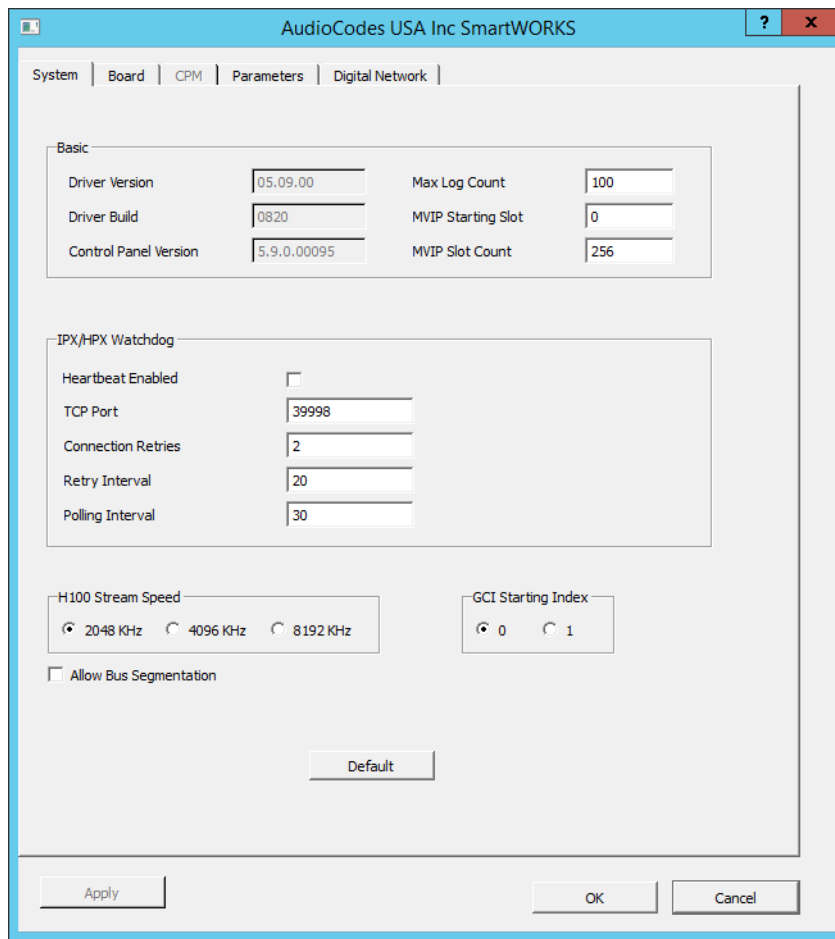 AudioCodes USA Inc SmartWORKS
? x
System Board CPM Parameters Digital Network
Basic
Driver Version 05.09.00 Max Log Count 100
Driver Build 0820 MVIP Starting Slot 0
Control Panel Version 5.9.0.00095 MVIP Slot Count 256
IPX/HPX Watchdog
Heartbeat Enabled
TCP Port 39998
Connection Retries 2
Retry Interval 20
Polling Interval 30
H100 Stream Speed GCI Starting Index
2048 KHz 4096 KHz 8192 KHz 0 1
Allow Bus Segmentation
Default
Apply OK Cancel